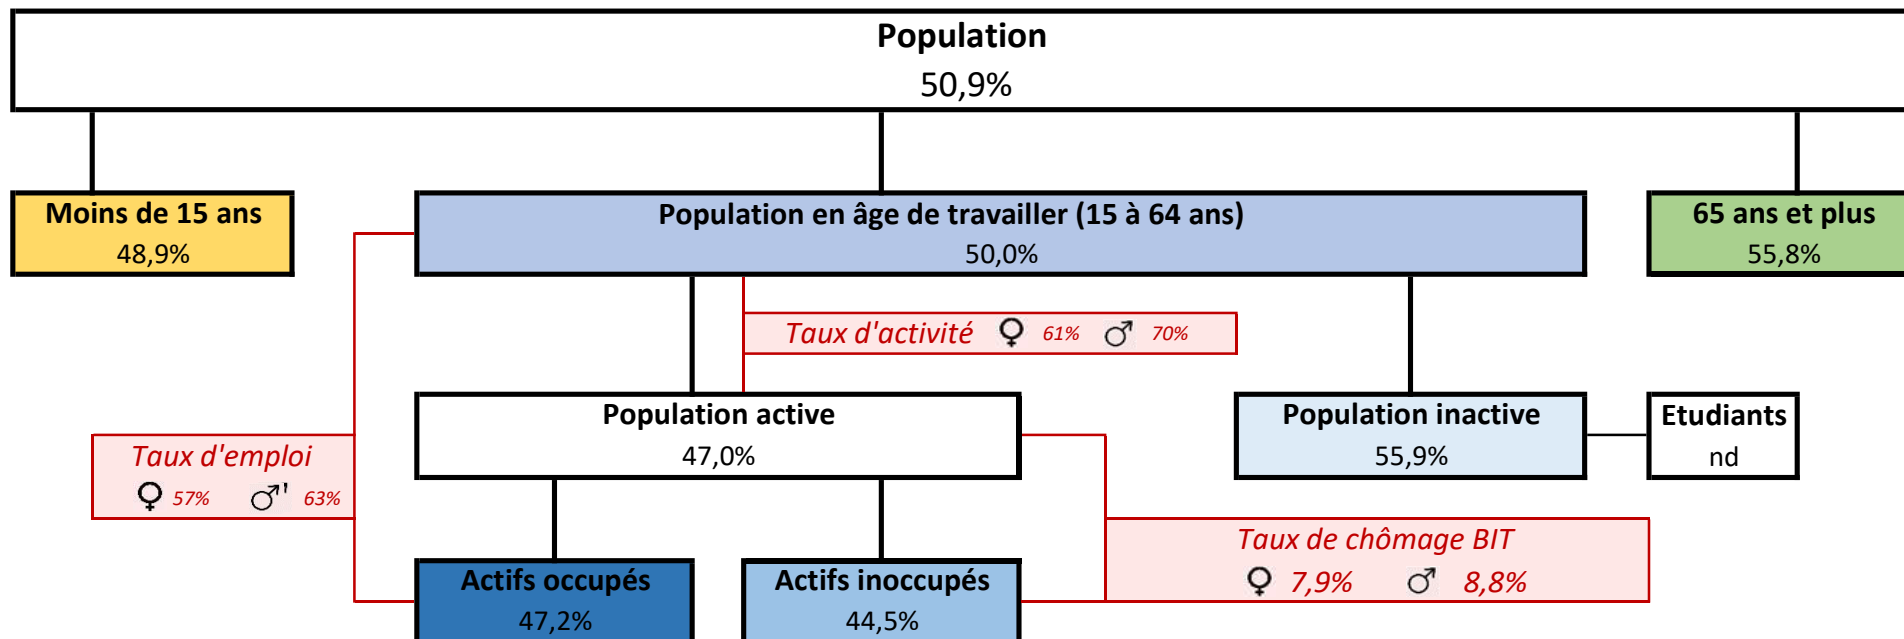 Population
50,9%
Moins de 15 ans
48,9%
Population en âge de travailler (15 à 64 ans)
50,0%
65 ans et plus
55,8%
Taux d'activité ♀ 61% ♂ 70%
Population active
47,0%
Population inactive
55,9%
Etudiants
nd
Taux d'emploi
♀ 57% ♂' 63%
Taux de chômage BIT
♀ 7,9% ♂ 8,8%
Actifs occupés
47,2%
Actifs inoccupés
44,5%